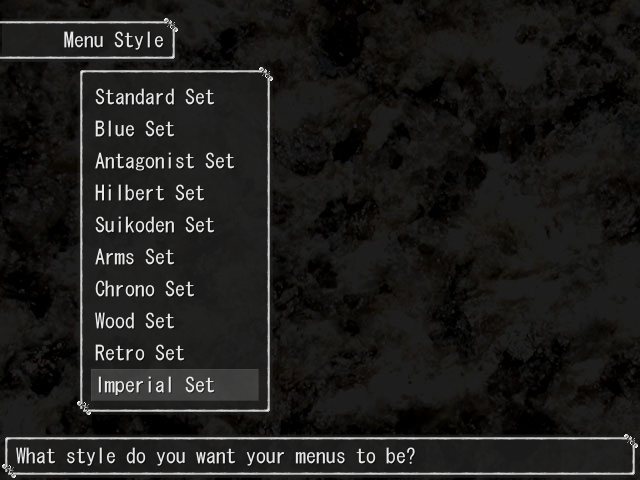 Menu Style
Standard Set
Blue Set
Antagonist Set
Hilbert Set
Suikoden Set
Arms Set
Chrono Set
Wood Set
Retro Set
Imperial Set
What style do you want your menus to be?